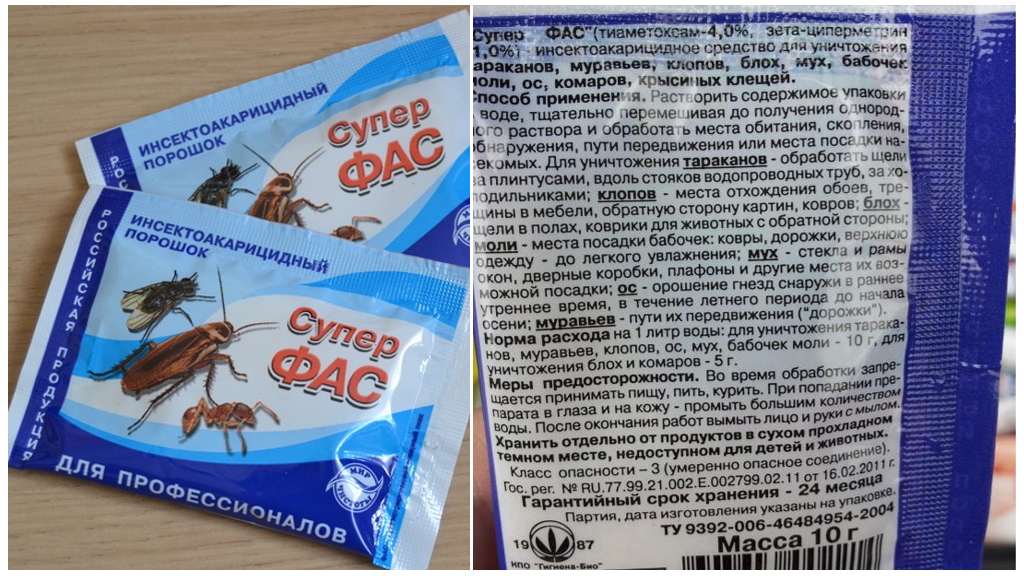 ИНСЕКТОАКАРИЦИДНЫЙ
ПОРОШОК
Супер
ФАС
ИНСЕКТОАКАРИЦИДНЫЙ
ПОРОШОК
Супер
ФАС
РОССИЙСКАЯ ПРОДУКЦИЯ
ДЛЯ ПРОФЕССИОНАЛОВ
МИР
ЧИСТОТЫ
Супер ФАС" (тиаметоксам-4,0%, зета-циперметрин
1,0%) - инсектоакарицидное средство для уничтожения
араканов, муравьев, клопов, блох, мух, бабочек
моли, ос, комаров, крысиных клещей.
Способ применения. Растворить содержимое упаковки
воде, тщательно перемешивая до получения однород-
ного раствора и обработать места обитания, скопления,
обнаружения, пути передвижения или места посадки на-
секомых. Для уничтожения тараканов - обработать щели
за плинтусами, вдоль стояков водопроводных труб, за хо-
лодильниками; клопов - места отхождения обоев, тре-
щины в мебели, обратную сторону картин, ковров; блох -
щели в полах, коврики для животных с обратной стороны;
моли - места посадки бабочек: ковры, дорожки, верхнюю
одежду - до легкого увлажнения; мух - стекла и рамы
окон, дверные коробки, плафоны и другие места их воз-
можной посадки; ос - орошение гнезд снаружи в раннее
утреннее время, в течение летнего периода до начала
осени; муравьев - пути их передвижения ("дорожки").
Норма расхода на 1 литр воды: для уничтожения тарака-
нов, муравьев, клопов, ос, мух, бабочек моли - 10 г, для
уничтожения блох и комаров - 5 г.
Меры предосторожности. Во время обработки запре-
щается принимать пищу, пить, курить. При попадании пре-
парата в глаза и на кожу - промыть большим количеством
воды. После окончания работ вымыть лицо и руки с мылом.
Хранить отдельно от продуктов в сухом прохладном
темном месте, недоступном для детей и животных.
Класс опасности – 3 (умеренно опасное соединение).
Гос. рег. № RU.77.99.21.002.Е.002799.02.11 от 16.02.2011 г.
Гарантийный срок хранения - 24 месяца
Партия, дата изготовления указаны на упаковке.
ТУ 9392-006-46484954-2004
Масса 10 г
19 87
НПО "Гигиена-Био"